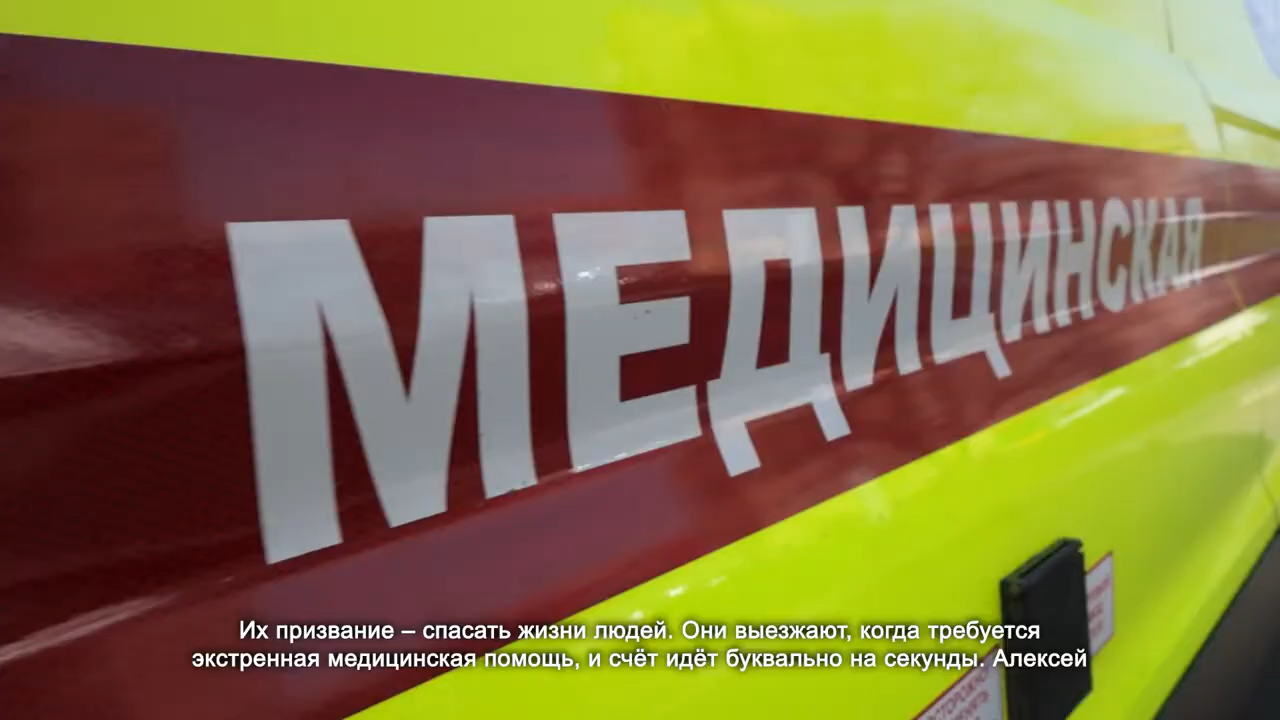 МЕДИЦИНСКАЯ
Их призвание – спасать жизни людей. Они выезжают, когда требуется
экстренная медицинская помощь, и счёт идёт буквально на секунды. Алексей